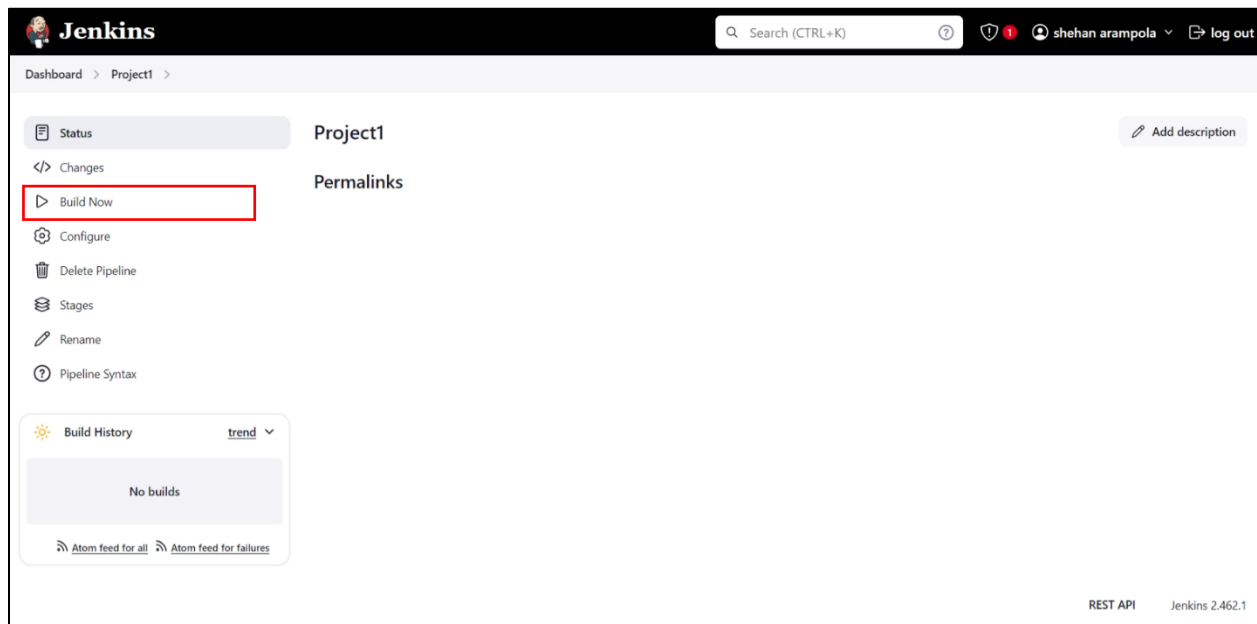 Jenkins
Search (CTRL+K)
1
shehan arampola
log out
Dashboard > Project1 >
Status
Changes
Build Now
Configure
Delete Pipeline
Stages
Rename
Pipeline Syntax
Project1
Add description
Permalinks
Build History
trend
No builds
Atom feed for all Atom feed for failures
REST API Jenkins 2.462.1